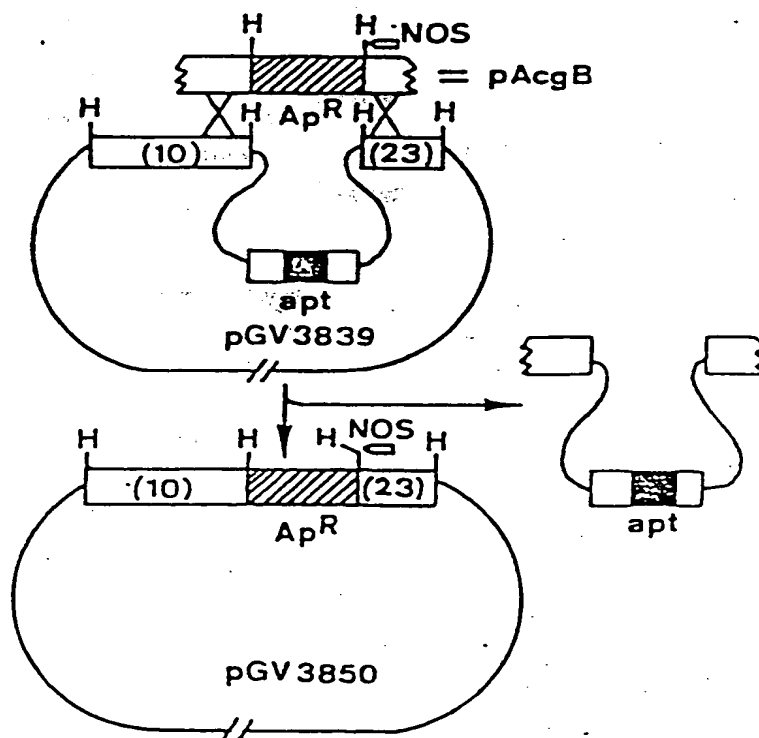 H H NOS
= pAcgB
Ap R
H H H H
(10) (23)
apt
pGV3839
H H H NOS H
(10) (23)
Ap R
apt
pGV3850